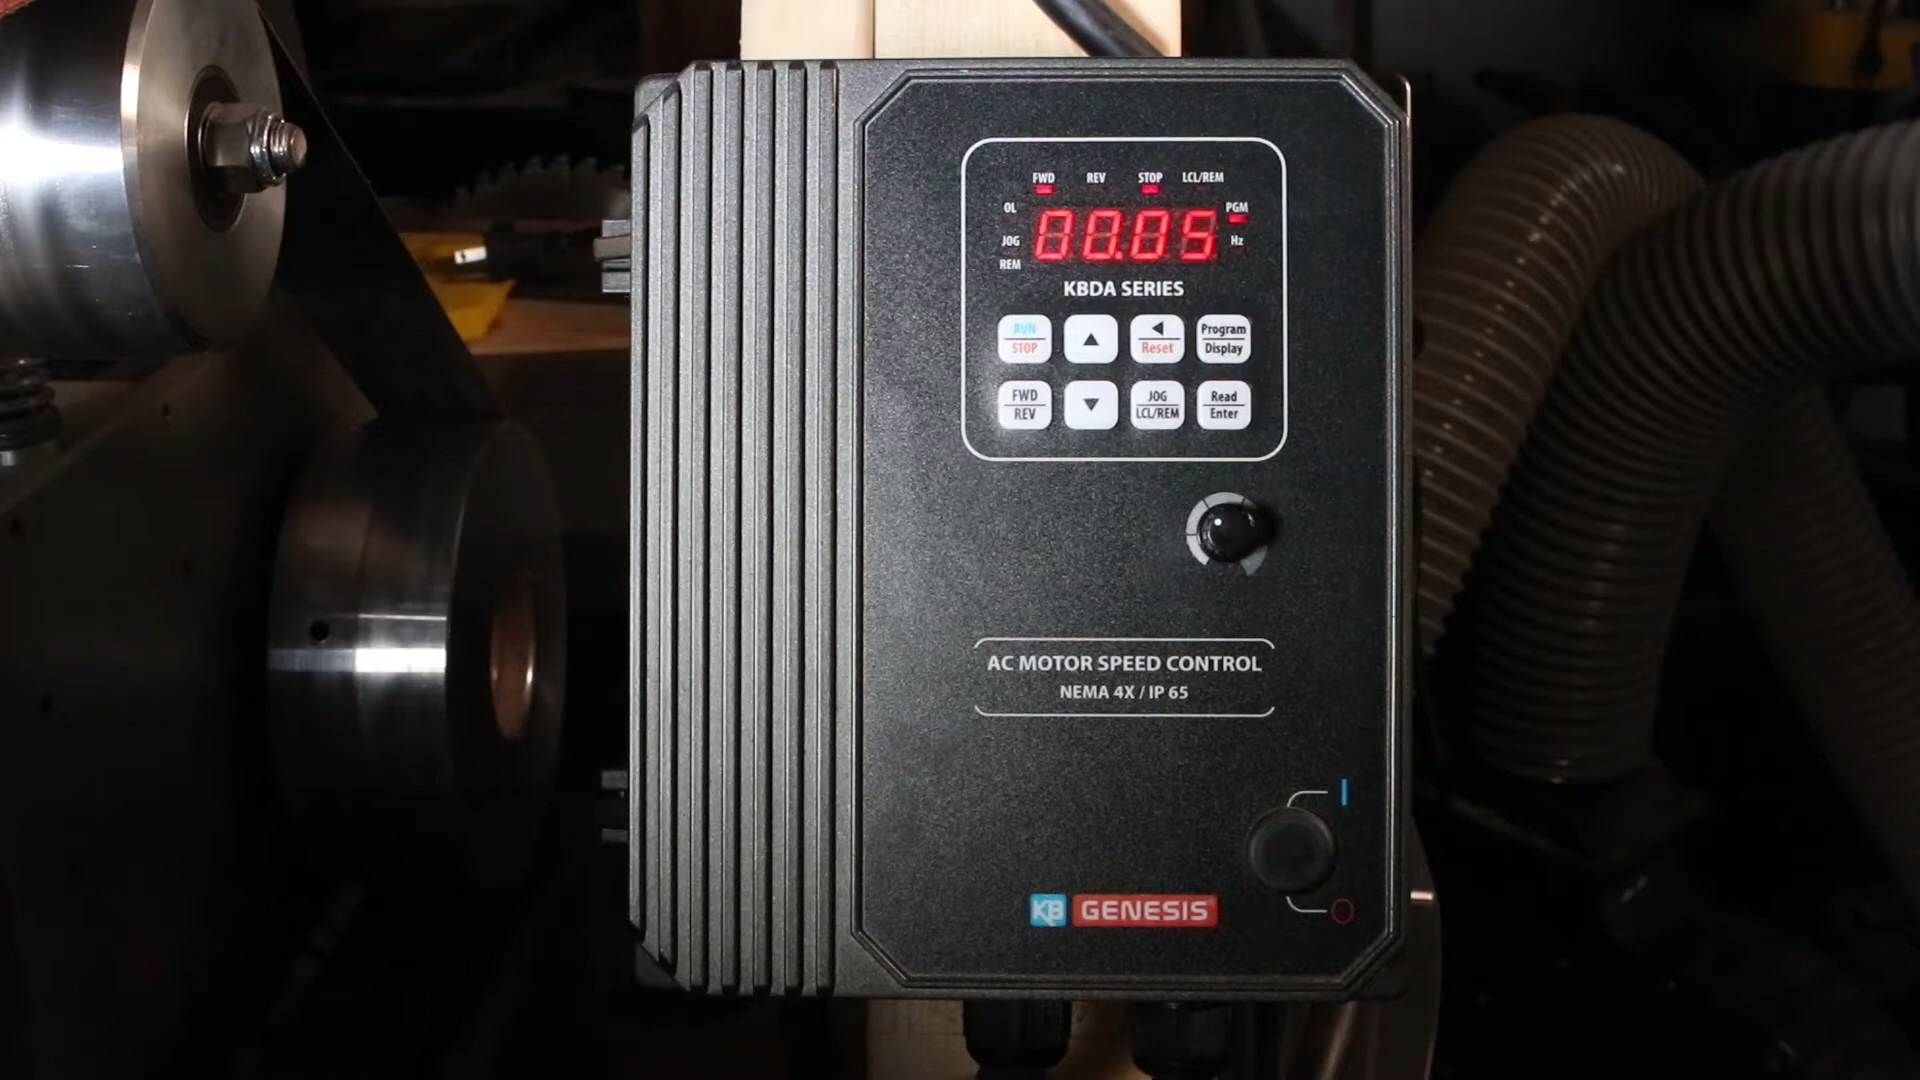 FWD REV STOP LCL/REM
OL PGM
00.05
JOG Hz
REM
KBDA SERIES
RUN STOP ▲ ◀ Reset Program Display
FWD REV ▼ JOG LCL/REM Read Enter
AC MOTOR SPEED CONTROL
NEMA 4X / IP 65
I
KB GENESIS
O